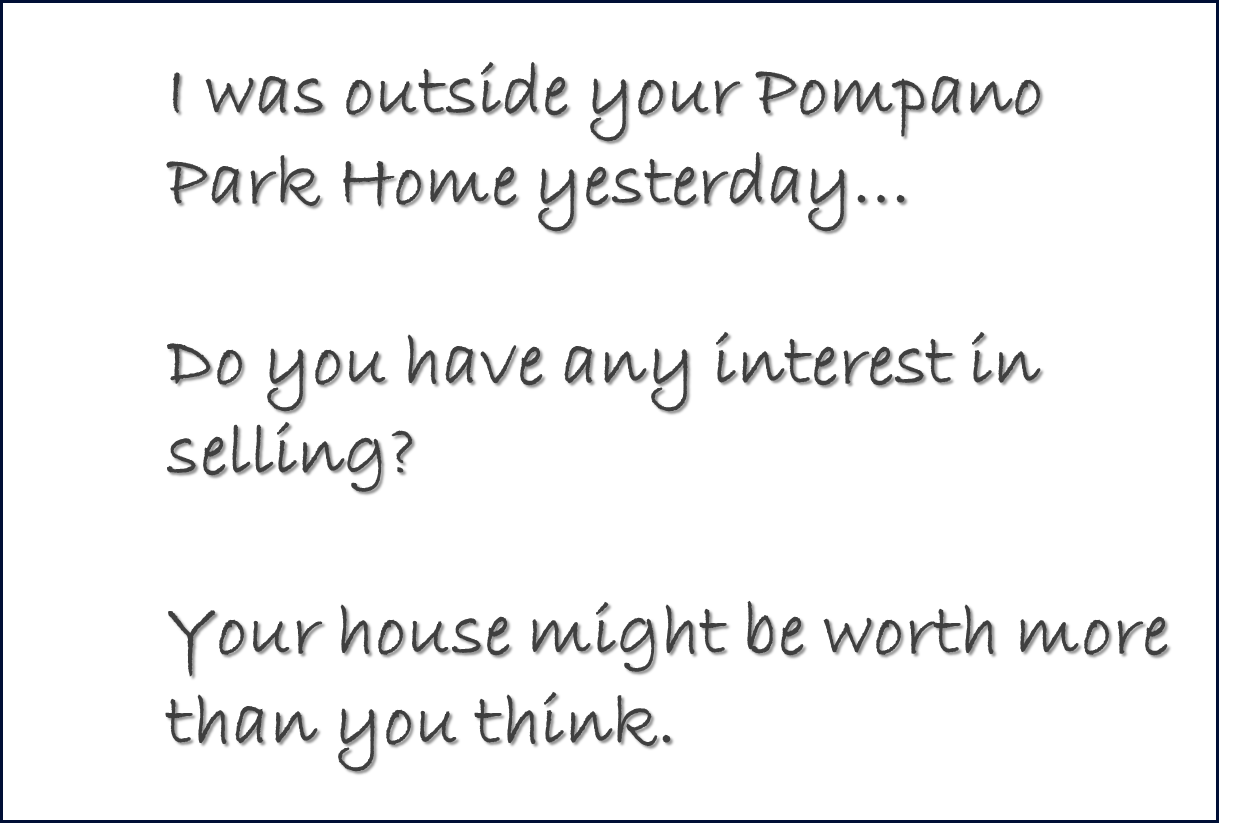 I was outside your Pompano
Park Home yesterday...
Do you have any interest in
selling?
Your house might be worth more
than you think.